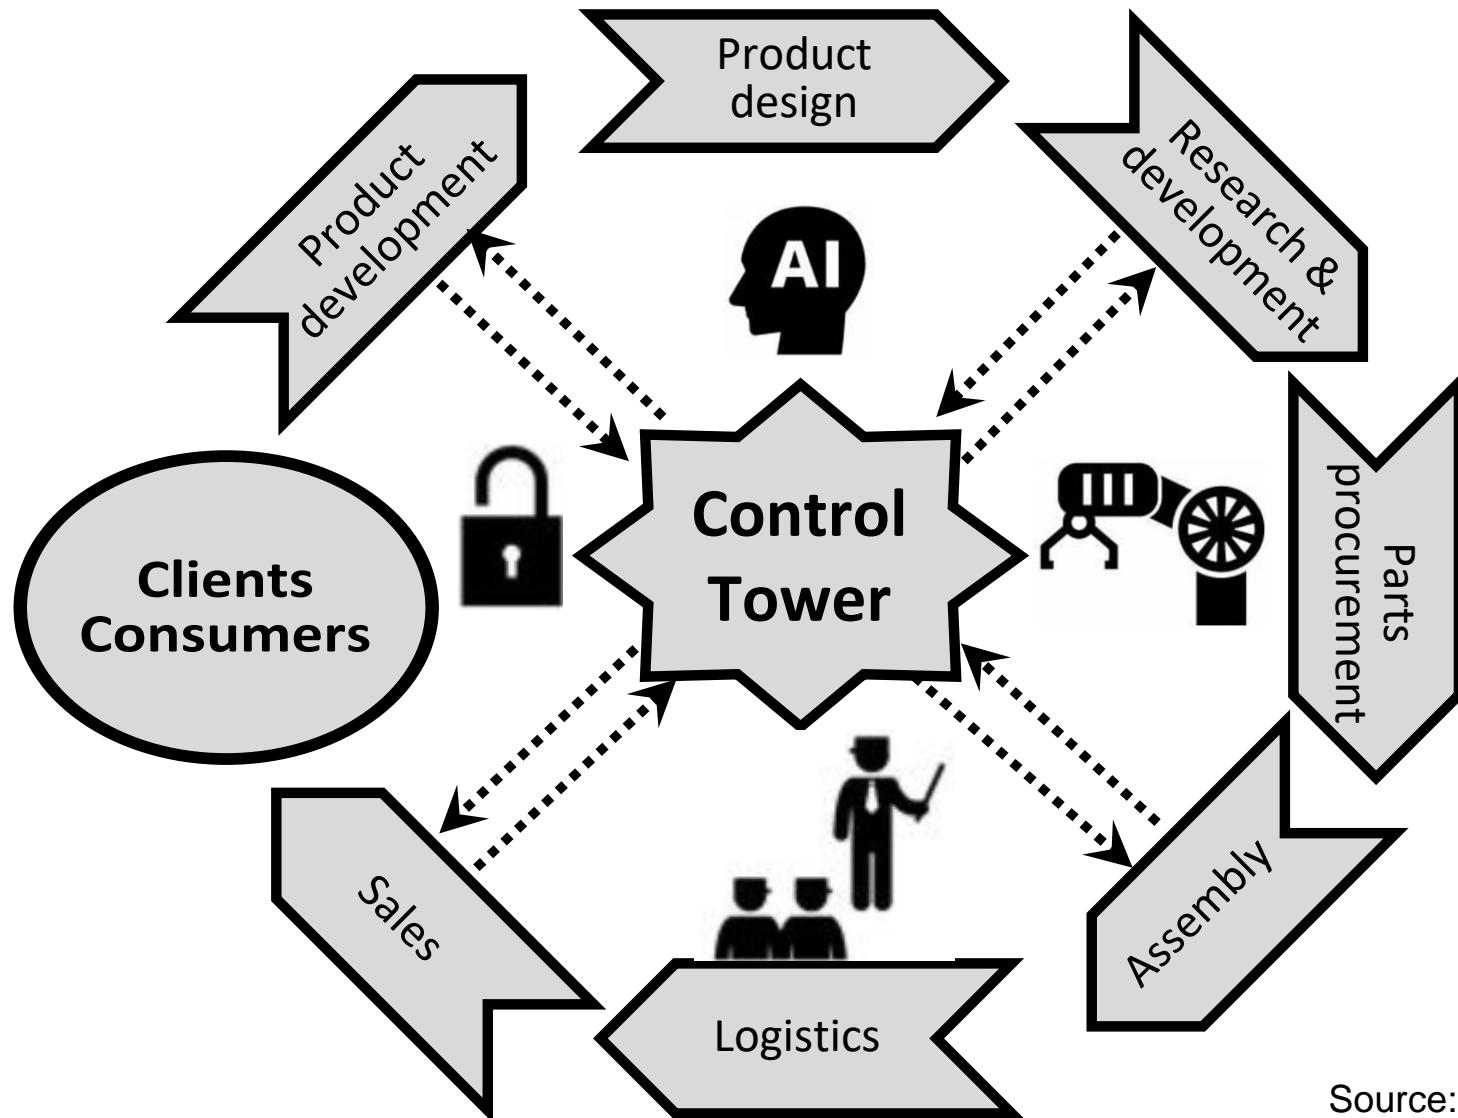 Product
design
Product
development
Research &
development
AI
Control
Tower
Parts
procurement
Clients
Consumers
Assembly
Sales
Logistics
Source: